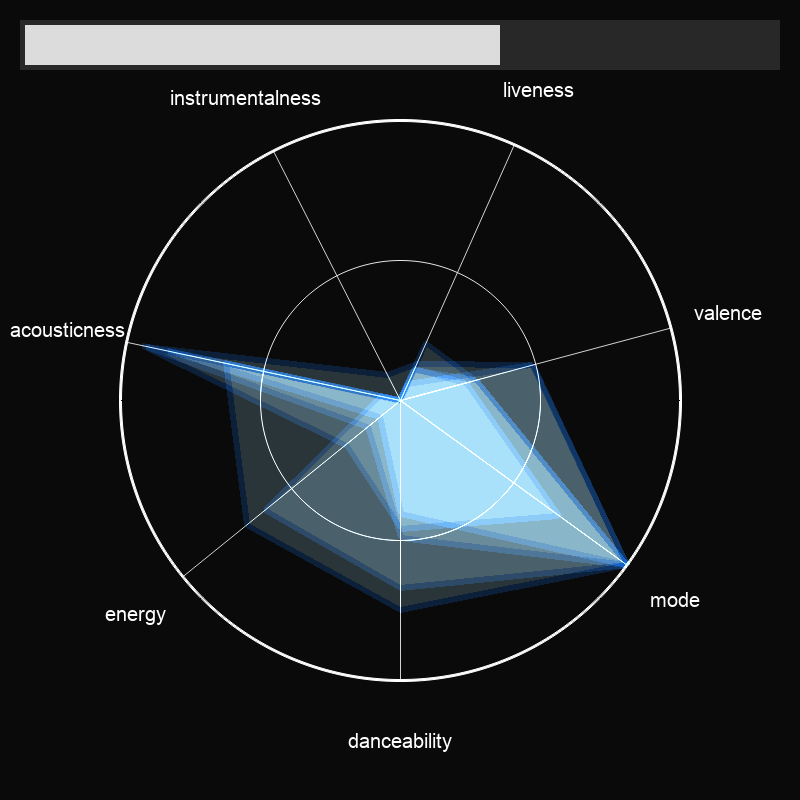 liveness
instrumentalness
valence
acousticness
mode
energy
danceability